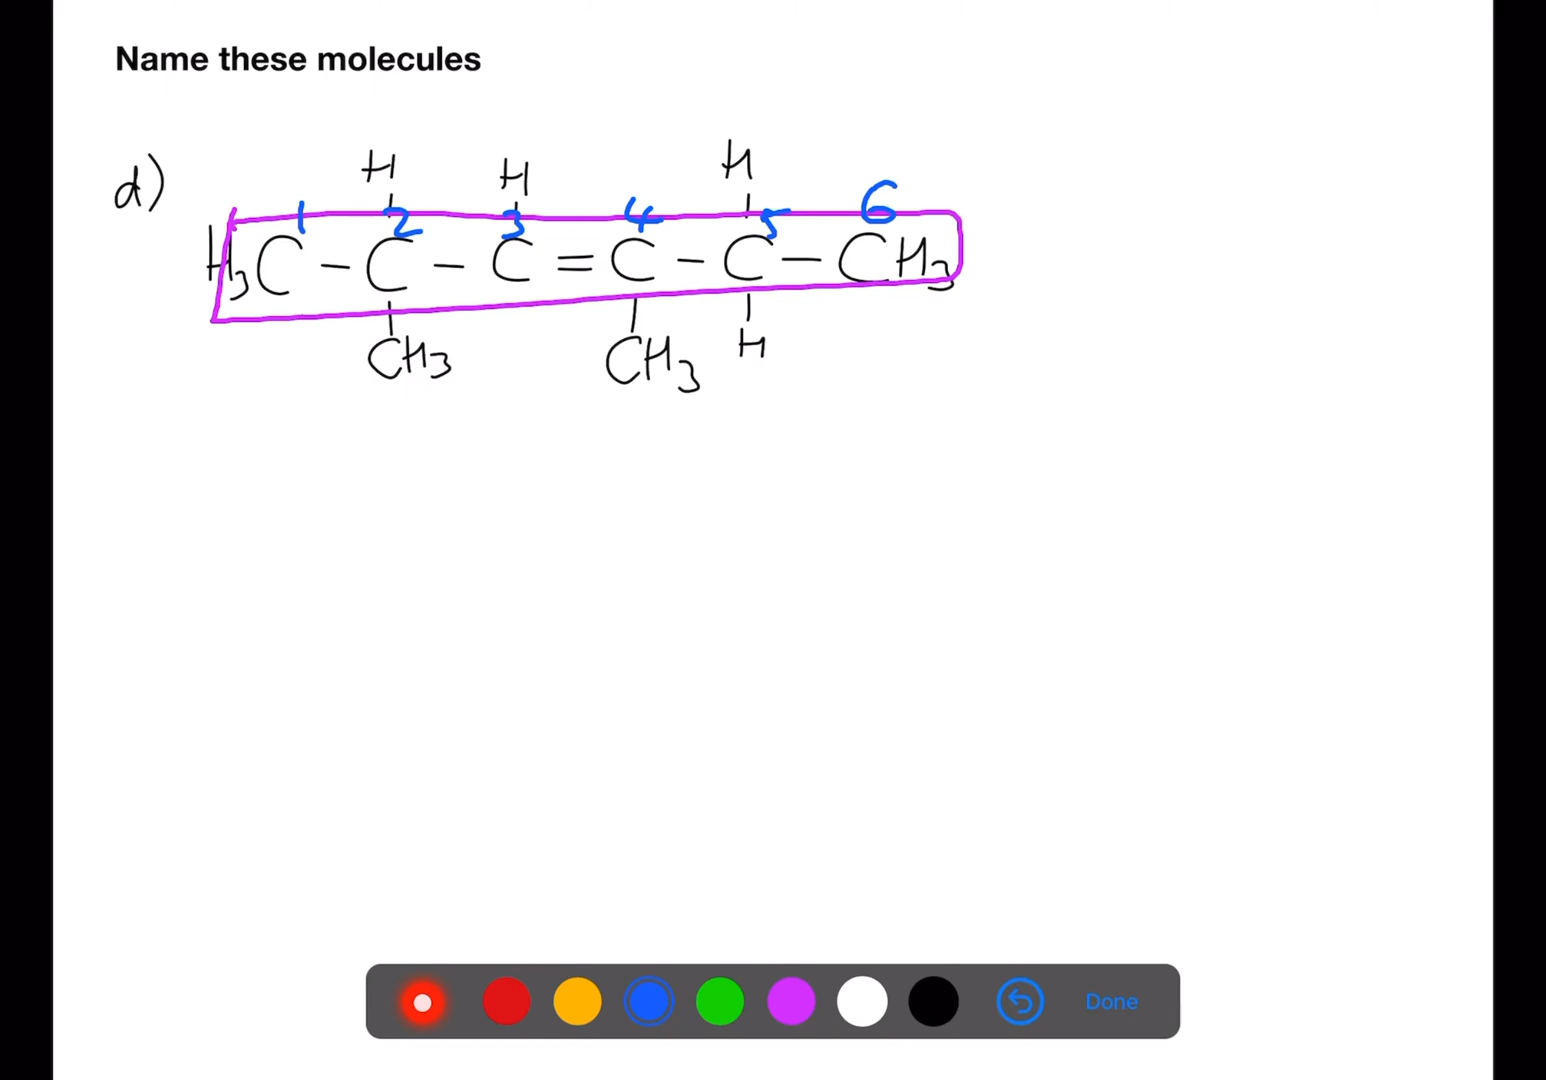 Name these molecules
d)
H H H
1 2 3 4 5 6
H3C - C - C = C - C - CH3
CH3 CH3 H
Done